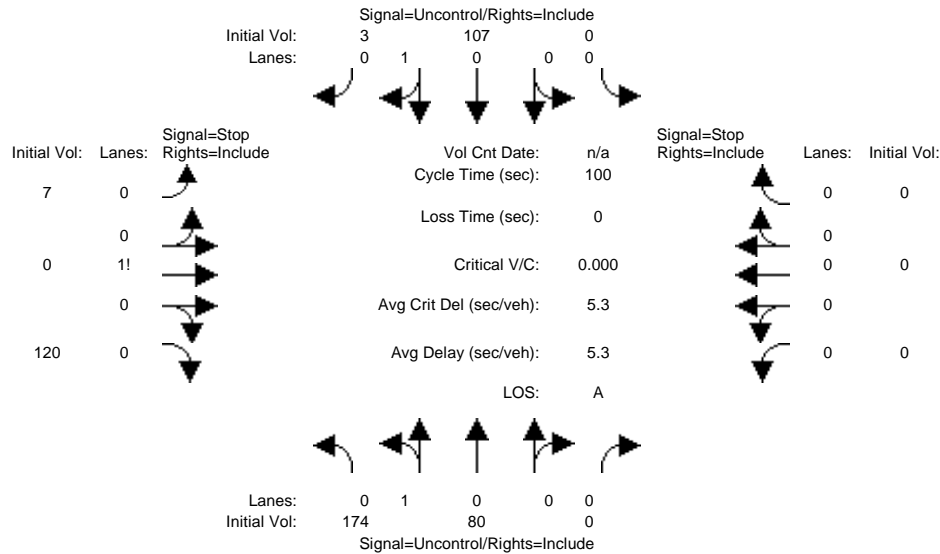 Signal=Uncontrol/Rights=Include
Initial Vol: 3 107 0
Lanes: 0 1 0 0 0
Signal=Stop Signal=Stop
Initial Vol: Lanes: Rights=Include Vol Cnt Date: n/a Rights=Include Lanes: Initial Vol:
Cycle Time (sec): 100
7 0 0 0
Loss Time (sec): 0
0 0
0 1! Critical V/C: 0.000 0 0
0 Avg Crit Del (sec/veh): 5.3 0
120 0 Avg Delay (sec/veh): 5.3 0 0
LOS: A
Lanes: 0 1 0 0 0
Initial Vol: 174 80 0
Signal=Uncontrol/Rights=Include